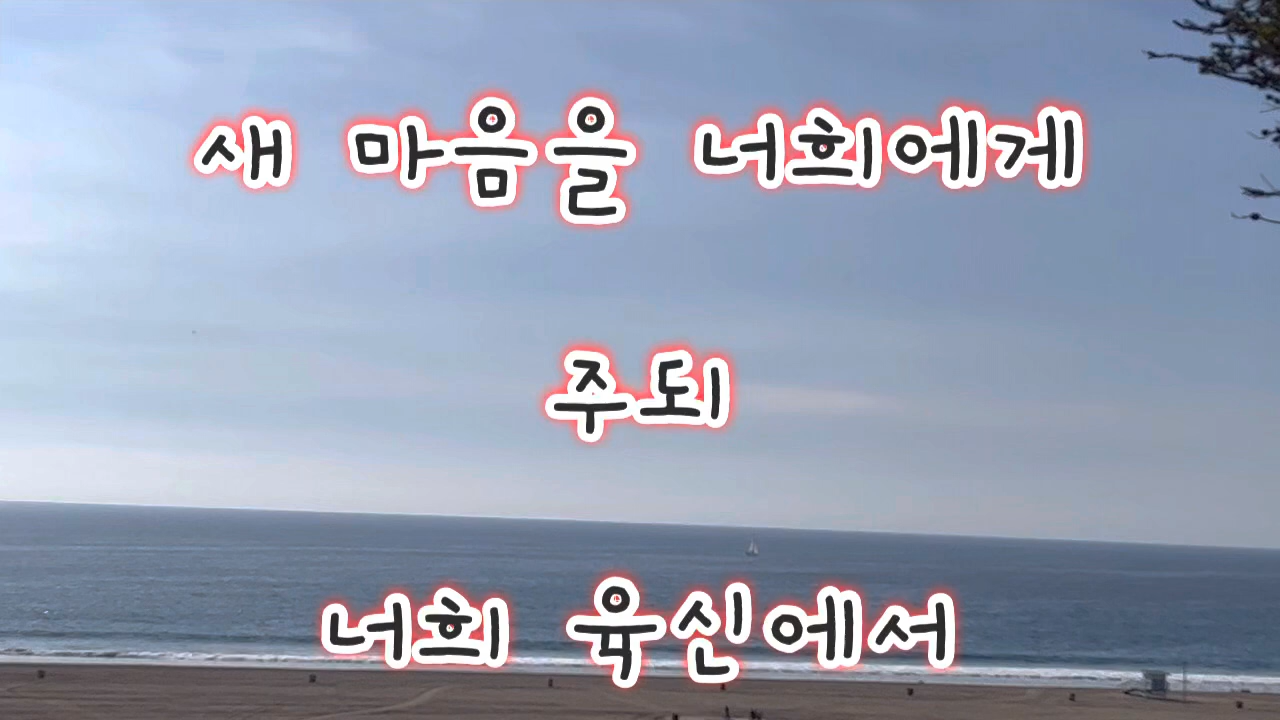 새 마음을 너희에게
주되
너희 육신에서